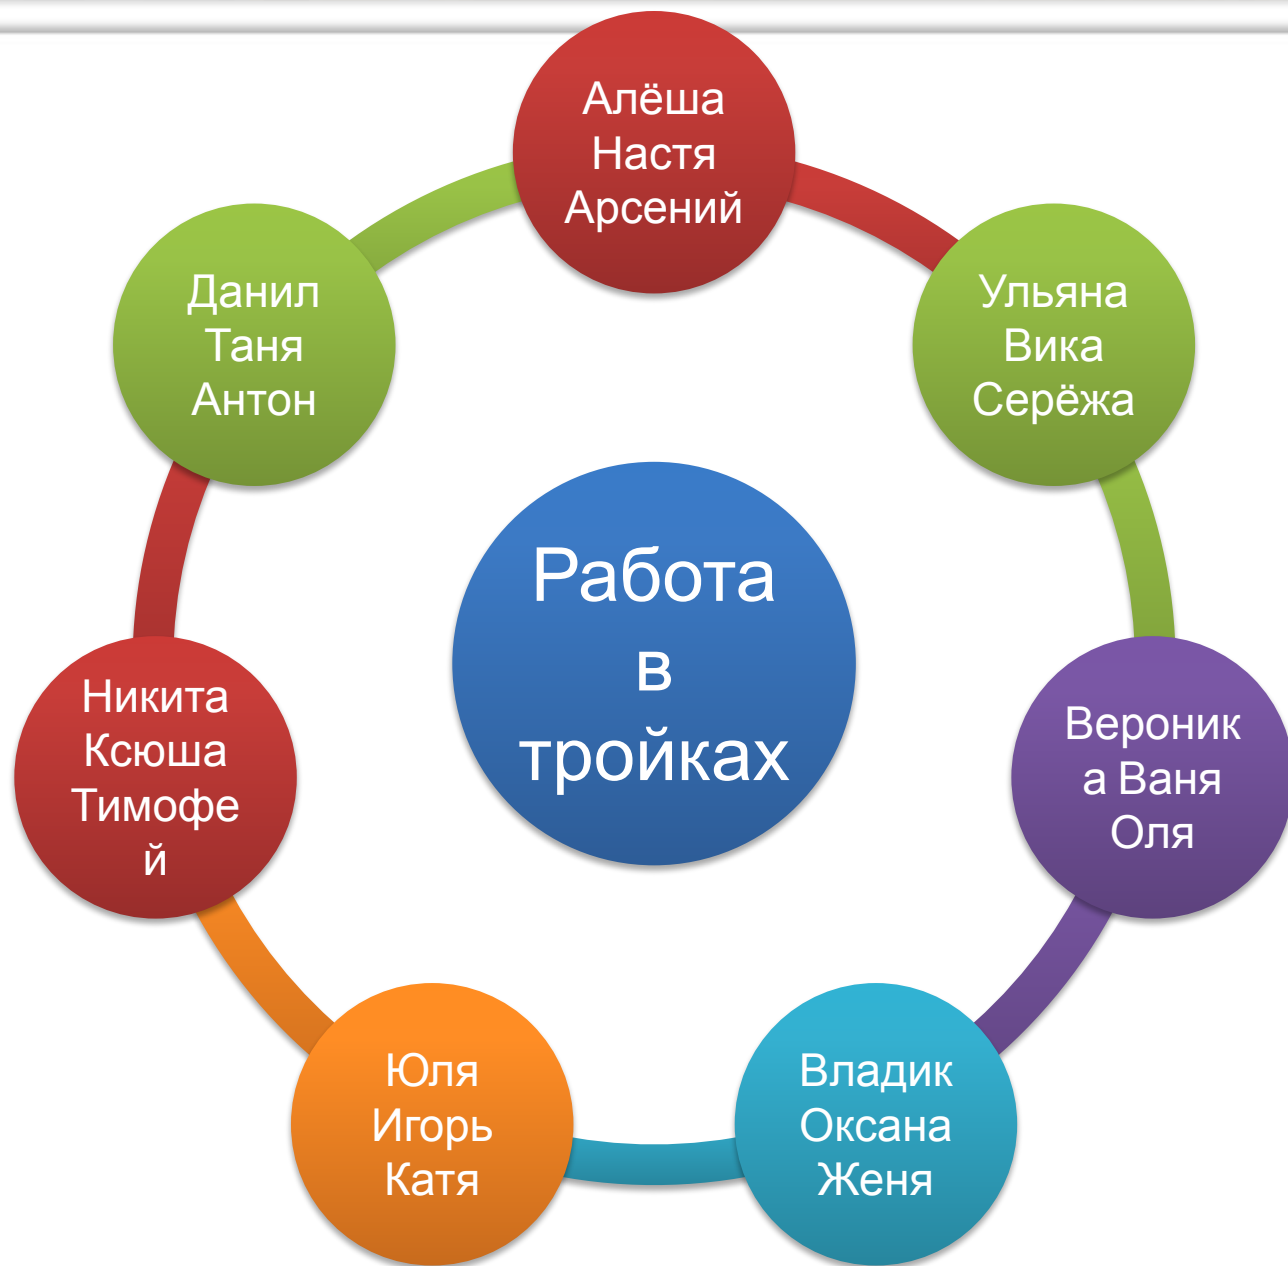 Алёша
Настя
Арсений
Ульяна
Вика
Серёжа
Вероник
а Ваня
Оля
Владик
Оксана
Женя
Юля
Игорь
Катя
Никита
Ксюша
Тимофе
й
Данил
Таня
Антон
Работа
в
тройках